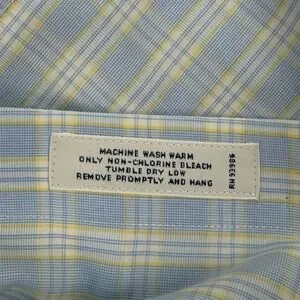 MACHINE WASH WARM
ONLY NON-CHLORINE BLEACH
TUMBLE DRY LOW
REMOVE PROMPTLY AND HANG
RN 93986